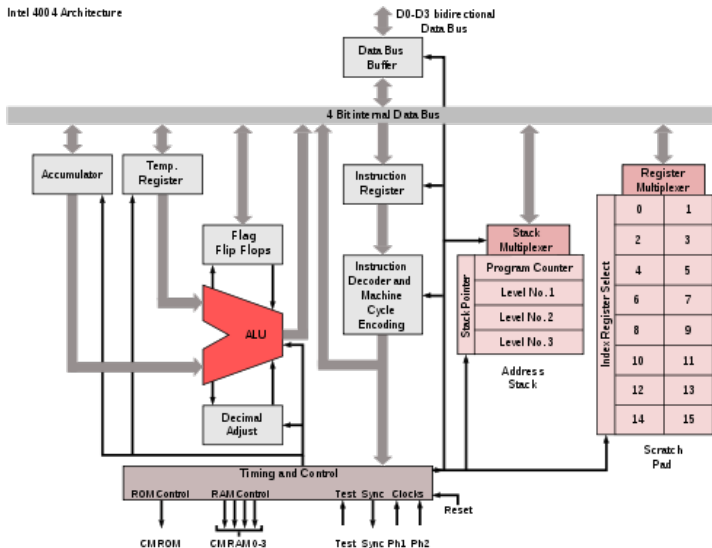 Intel 4004 Architecture
D0-D3 bidirectional
Data Bus
Data Bus
Buffer
4 Bit internal Data Bus
Accumulator
Temp.
Register
Instruction
Register
Register
Multiplexer
Flag
Flip Flops
Stack
Multiplexer
Instruction
Decoder and
Machine
Cycle
Encoding
Stack Pointer
Program Counter
Level No. 1
Level No. 2
Level No. 3
Address
Stack
Index Register Select
0 1
2 3
4 5
6 7
8 9
10 11
12 13
14 15
Scratch
Pad
ALU
Decimal
Adjust
Timing and Control
ROM Control RAM Control Test Sync Clocks
Reset
CM ROM CM RAM 0-3 Test Sync Ph1 Ph2